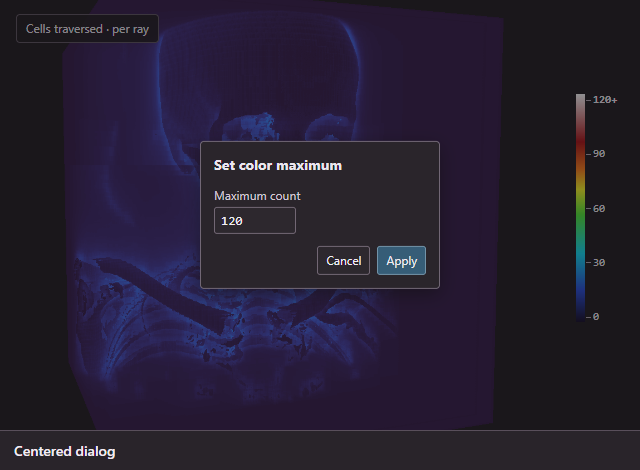 Cells traversed · per ray
120+
90
60
30
0
Set color maximum
Maximum count
120
Cancel
Apply
Centered dialog